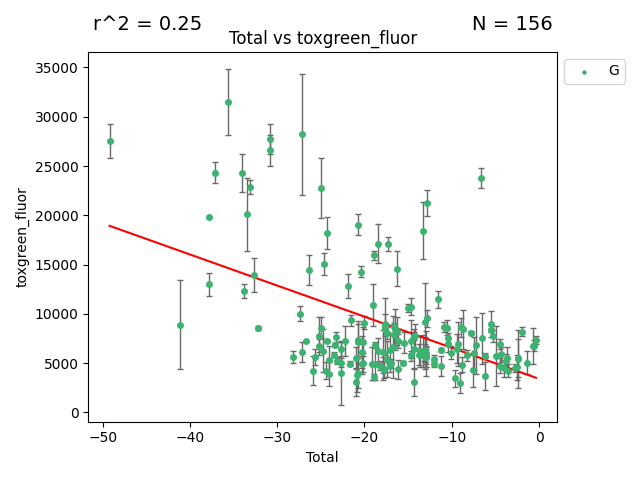 r^2 = 0.25
N = 156
Total vs toxgreen_fluor
G
35000
30000
25000
20000
15000
10000
5000
0
toxgreen_fluor
−50
−40
−30
−20
−10
0
Total